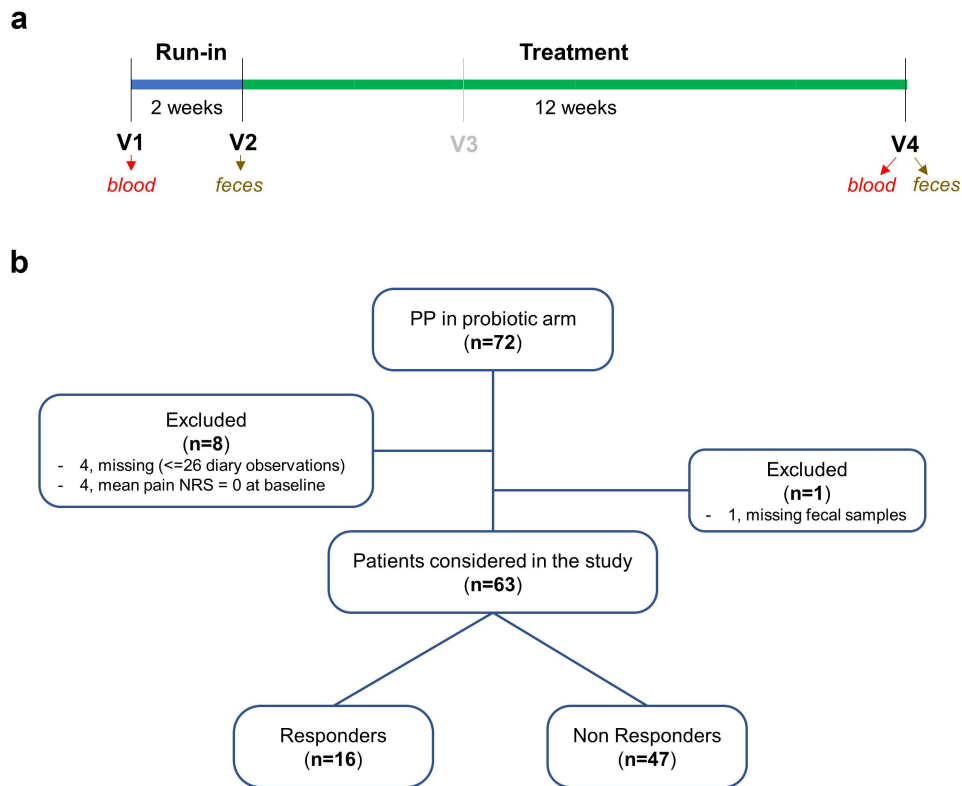 a
Run-in
Treatment
2 weeks
12 weeks
V1
V2
V3
V4
blood
feces
blood
feces
b
PP in probiotic arm
(n=72)
Excluded
(n=8)
- 4, missing (<=26 diary observations)
- 4, mean pain NRS = 0 at baseline
Excluded
(n=1)
- 1, missing fecal samples
Patients considered in the study
(n=63)
Responders
(n=16)
Non Responders
(n=47)